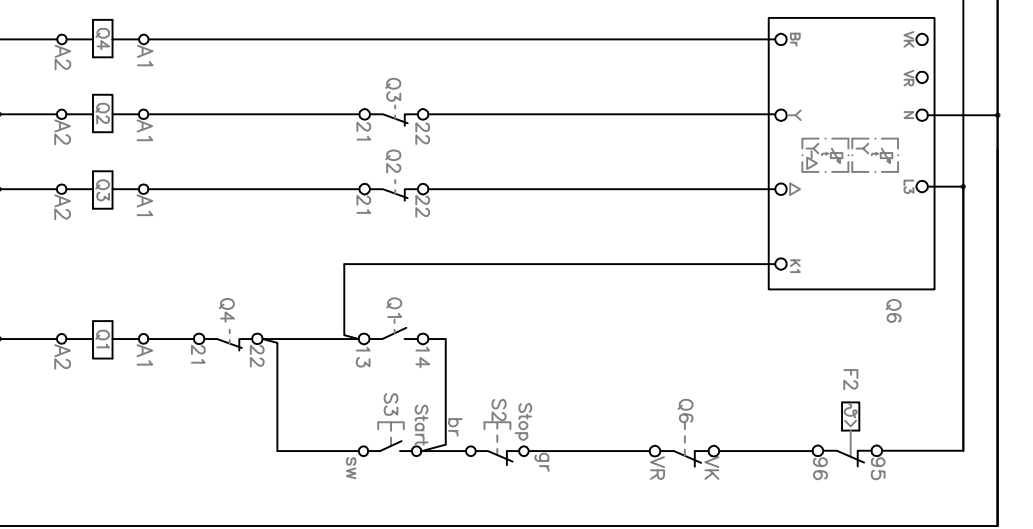 Q4
A2
A1
Br
VK
VR
Q3
Q2
A2
A1
21
22
Y
N
Y
Y
Δ
Q2
Q3
A2
A1
21
22
Δ
L3
K1
Q6
Q4
Q1
Q1
A2
A1
21
22
13
14
F2
ϑ>
S3
Start
br
S2
Stop
Q6
sw
gr
VR
VK
96
95